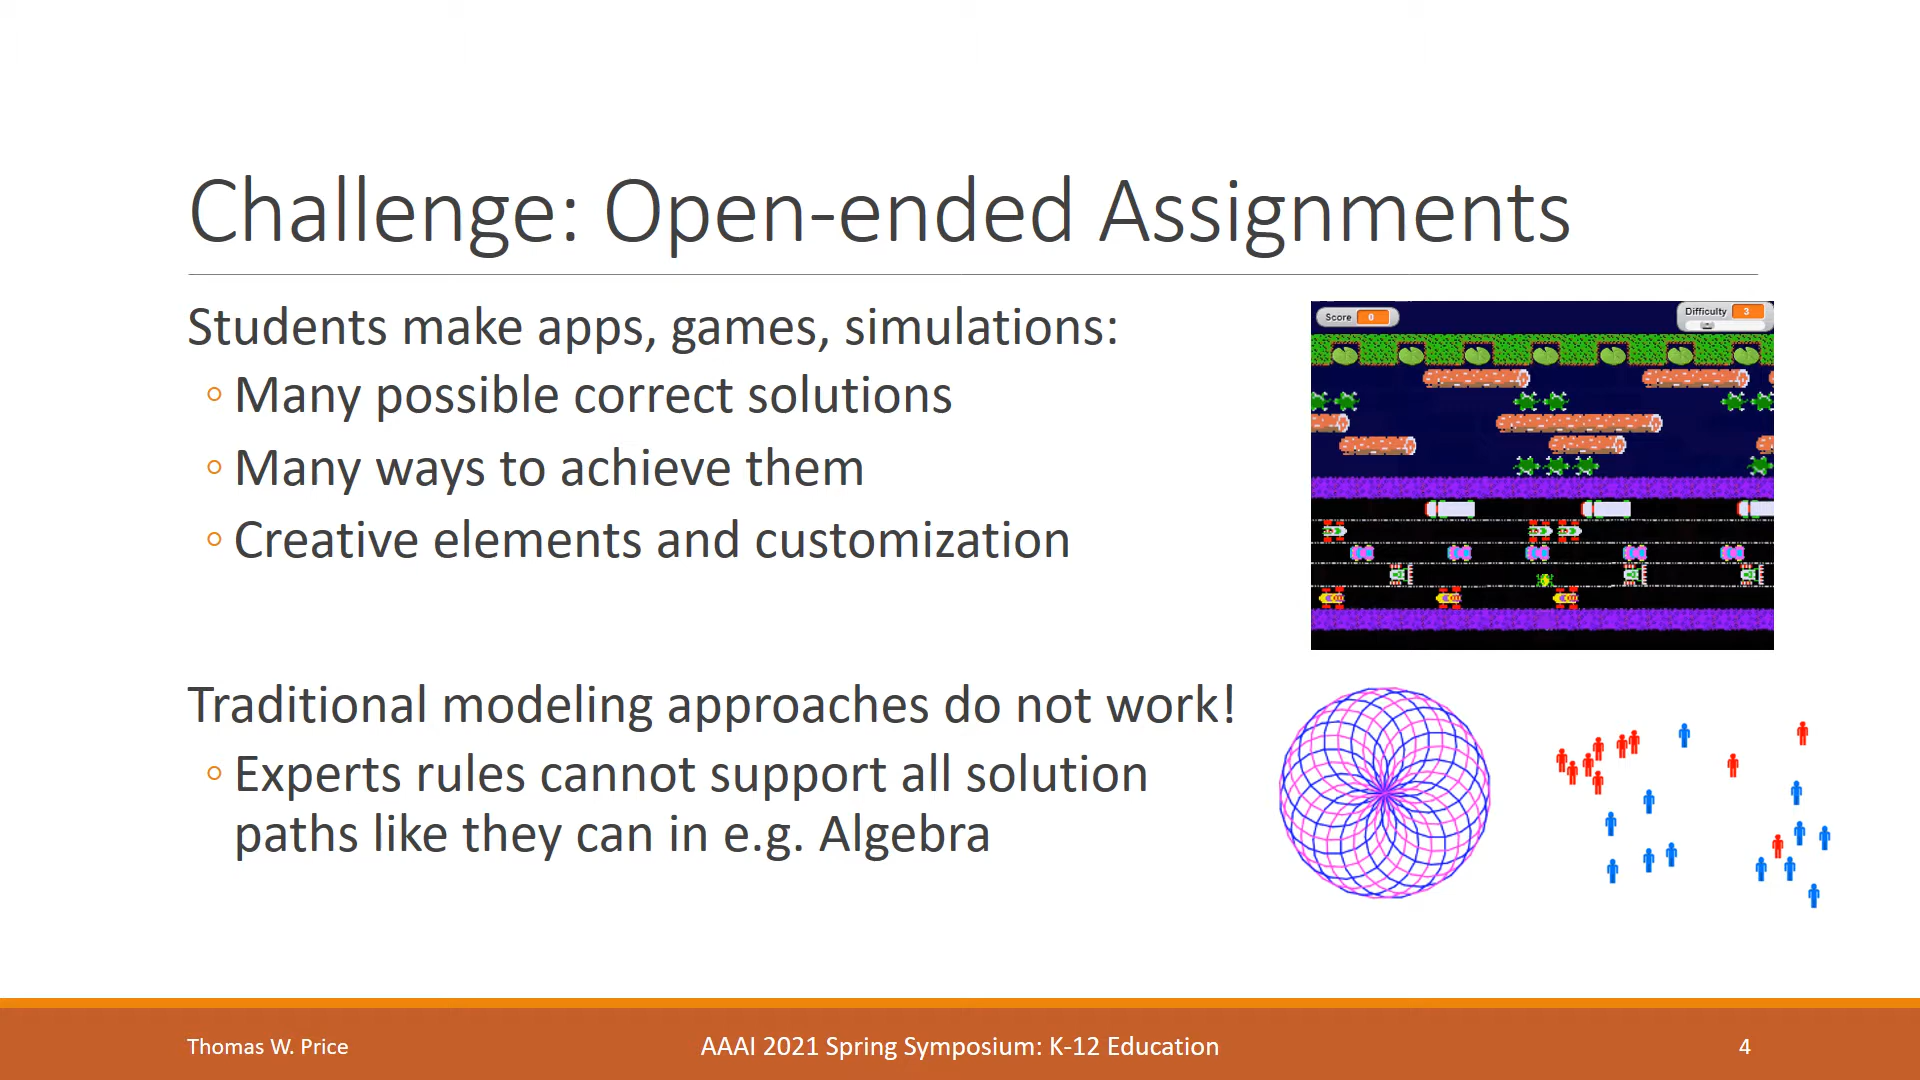 Challenge: Open-ended Assignments
Students make apps, games, simulations:
◦ Many possible correct solutions
◦ Many ways to achieve them
◦ Creative elements and customization
Score 0
Difficulty 3
Traditional modeling approaches do not work!
◦ Experts rules cannot support all solution
paths like they can in e.g. Algebra
Thomas W. Price
AAAI 2021 Spring Symposium: K-12 Education
4